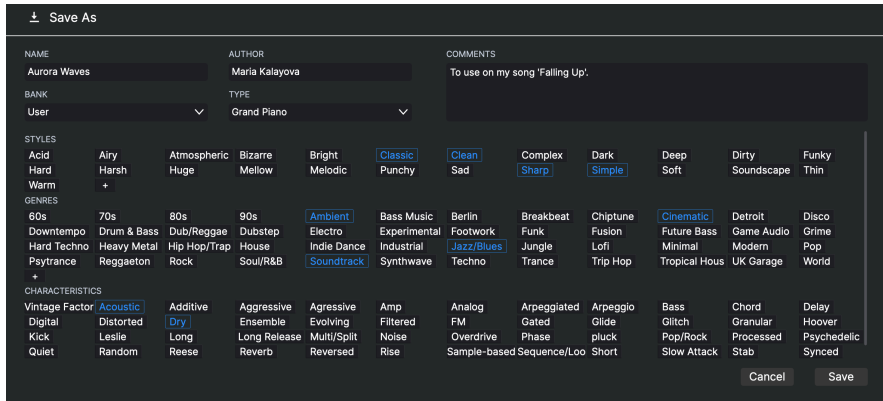 Save As
NAME AUTHOR COMMENTS
Aurora Waves Maria Kalayova To use on my song 'Falling Up'.
BANK TYPE
User Grand Piano
STYLES
Acid Airy Atmospheric Bizarre Bright Classic Clean Complex Dark Deep Dirty Funky
Hard Harsh Huge Mellow Melodic Punchy Sad Sharp Simple Soft Soundscape Thin
Warm +
GENRES
60s 70s 80s 90s Ambient Bass Music Berlin Breakbeat Chiptune Cinematic Detroit Disco
Downtempo Drum & Bass Dub/Reggae Dubstep Electro Experimental Footwork Funk Fusion Future Bass Game Audio Grime
Hard Techno Heavy Metal Hip Hop/Trap House Indie Dance Industrial Jazz/Blues Jungle Lofi Minimal Modern Pop
Psytrance Reggaeton Rock Soul/R&B Soundtrack Synthwave Techno Trance Trip Hop Tropical Hous UK Garage World
+
CHARACTERISTICS
Vintage Factor Acoustic Additive Aggressive Agressive Amp Analog Arpeggiated Arpeggio Bass Chord Delay
Digital Distorted Dry Ensemble Evolving Filtered FM Gated Glide Glitch Granular Hoover
Kick Leslie Long Long Release Multi/Split Noise Overdrive Phase pluck Pop/Rock Processed Psychedelic
Quiet Random Reese Reverb Reversed Rise Sample-based Sequence/Loo Short Slow Attack Stab Synced
Cancel Save